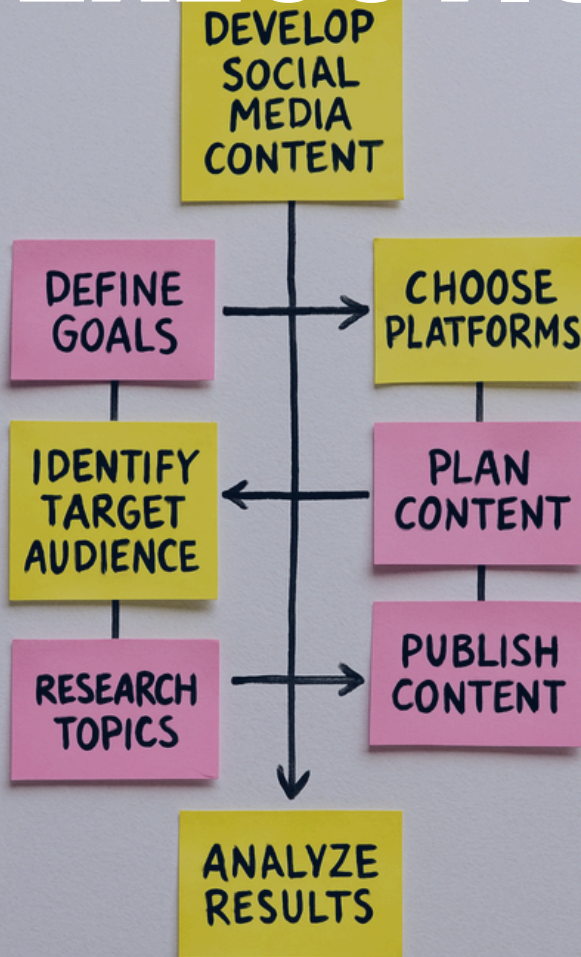 DEVELOP
SOCIAL
MEDIA
CONTENT
DEFINE
GOALS
CHOOSE
PLATFORMS
IDENTIFY
TARGET
AUDIENCE
PLAN
CONTENT
RESEARCH
TOPICS
PUBLISH
CONTENT
ANALYZE
RESULTS